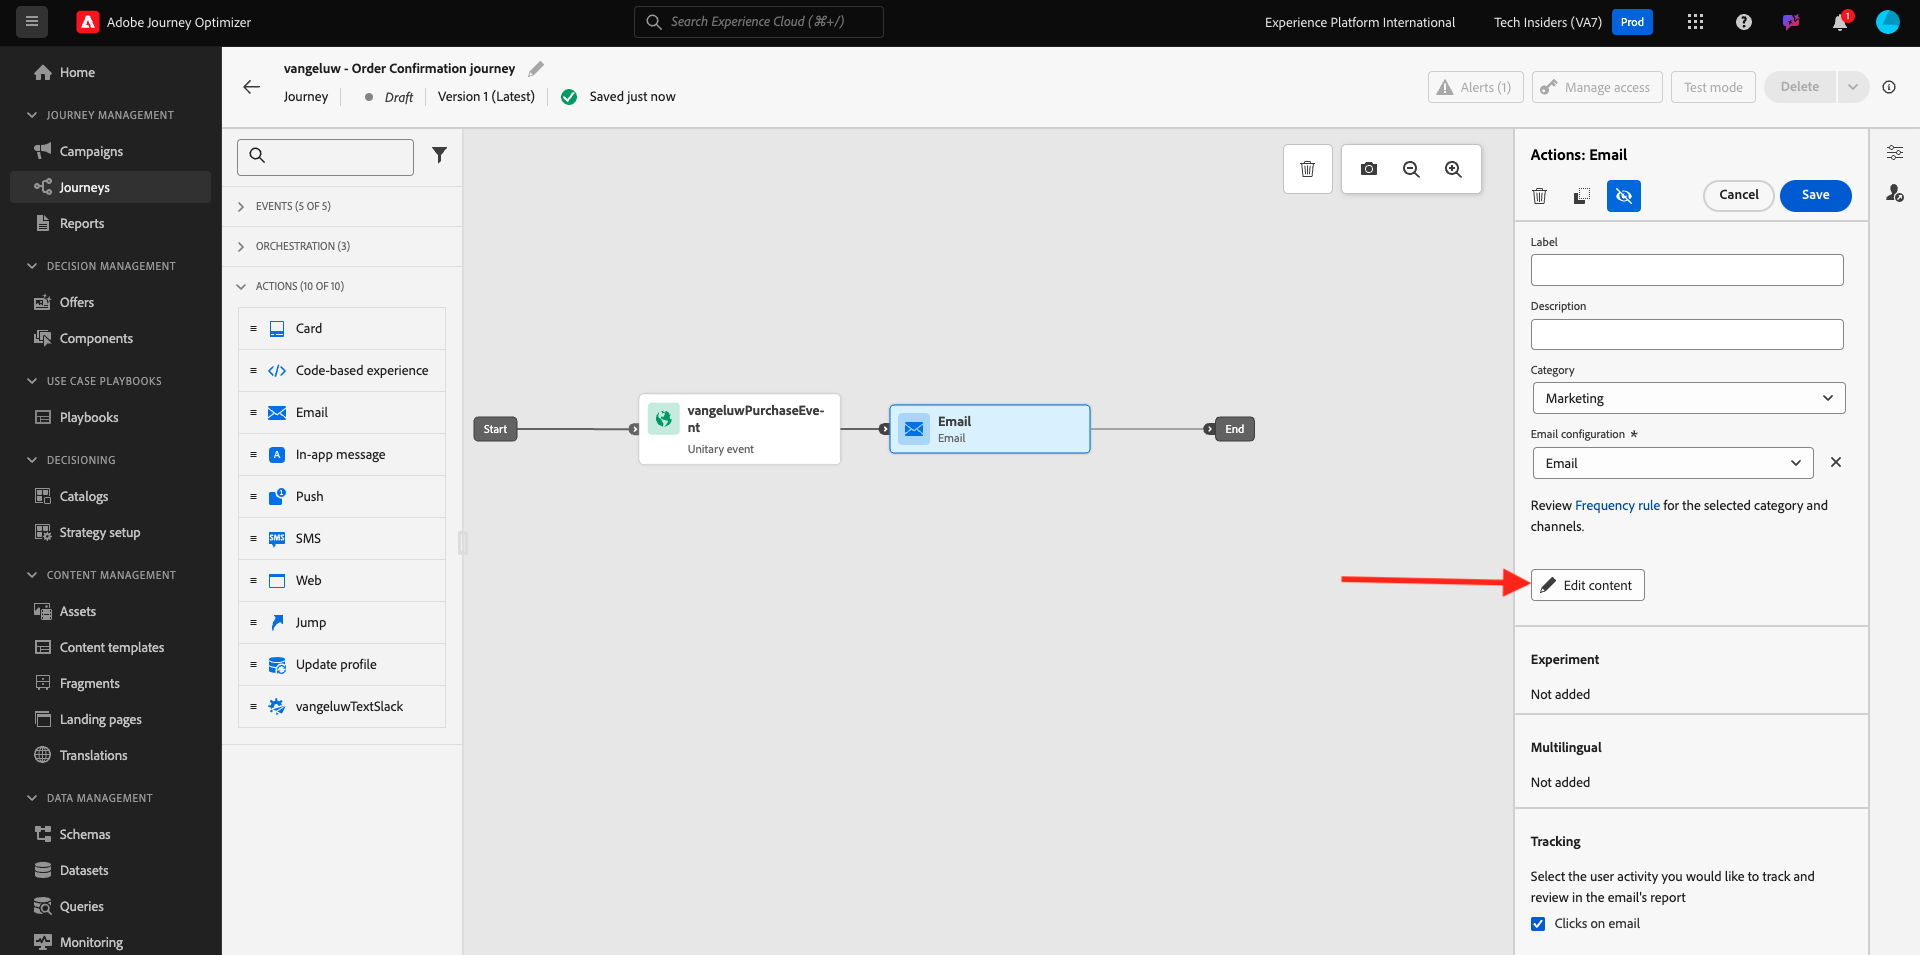 Adobe Journey Optimizer
Search Experience Cloud (⌘+/)
Experience Platform International
Tech Insiders (VA7)
Prod
1
Home
JOURNEY MANAGEMENT
Campaigns
Journeys
Reports
DECISION MANAGEMENT
Offers
Components
USE CASE PLAYBOOKS
Playbooks
DECISIONING
Catalogs
Strategy setup
CONTENT MANAGEMENT
Assets
Content templates
Fragments
Landing pages
Translations
DATA MANAGEMENT
Schemas
Datasets
Queries
Monitoring
vangeluw - Order Confirmation journey
Journey
Draft
Version 1 (Latest)
Saved just now
Alerts (1)
Manage access
Test mode
Delete
EVENTS (5 OF 5)
ORCHESTRATION (3)
ACTIONS (10 OF 10)
Card
Code-based experience
Email
In-app message
Push
SMS
SMS
Web
Jump
Update profile
vangeluwTextSlack
Start
vangeluwPurchaseEve-
nt
Unitary event
Email
Email
End
Actions: Email
Cancel
Save
Label
Description
Category
Marketing
Email configuration *
Email
Review Frequency rule for the selected category and
channels.
Edit content
Experiment
Not added
Multilingual
Not added
Tracking
Select the user activity you would like to track and
review in the email's report
Clicks on email